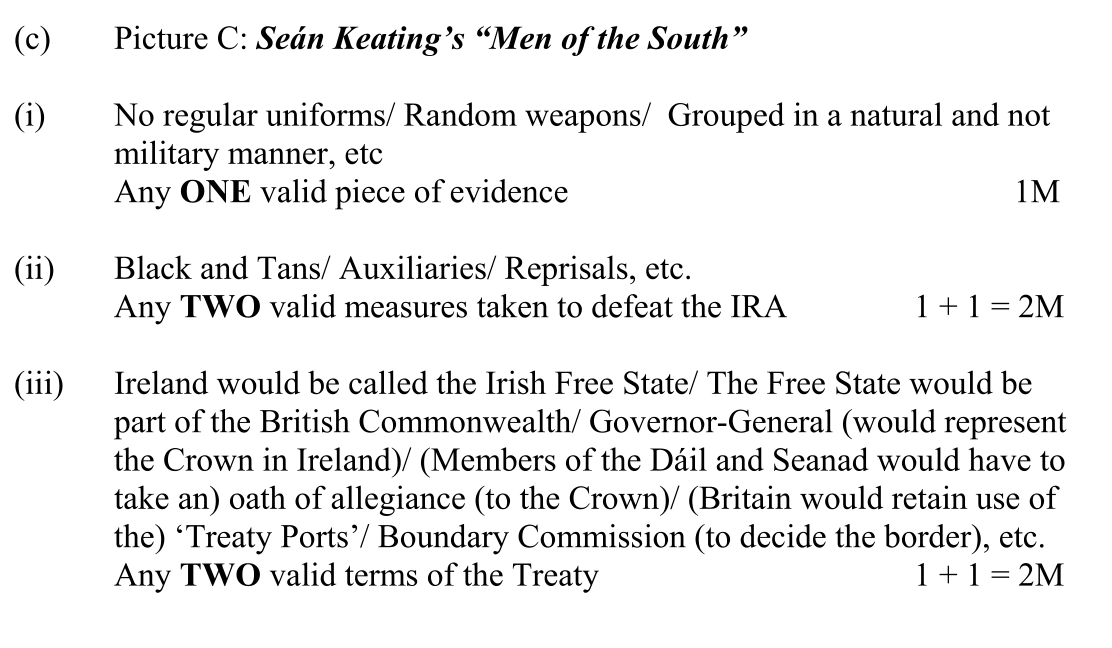 (c) Picture C: Seán Keating’s “Men of the South”
(i) No regular uniforms/ Random weapons/ Grouped in a natural and not
military manner, etc
Any ONE valid piece of evidence 1M
(ii) Black and Tans/ Auxiliaries/ Reprisals, etc.
Any TWO valid measures taken to defeat the IRA 1 + 1 = 2M
(iii) Ireland would be called the Irish Free State/ The Free State would be
part of the British Commonwealth/ Governor-General (would represent
the Crown in Ireland)/ (Members of the Dáil and Seanad would have to
take an) oath of allegiance (to the Crown)/ (Britain would retain use of
the) ‘Treaty Ports’/ Boundary Commission (to decide the border), etc.
Any TWO valid terms of the Treaty 1 + 1 = 2M